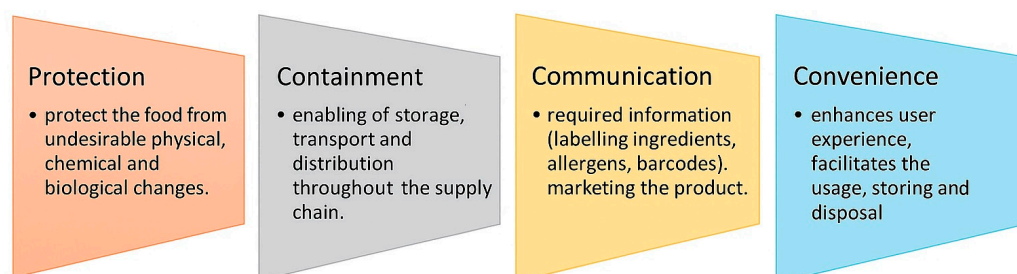 Protection
• protect the food from
undesirable physical,
chemical and
biological changes.
Containment
• enabling of storage,
transport and
distribution
throughout the supply
chain.
Communication
• required information
(labelling ingredients,
allergens, barcodes).
marketing the product.
Convenience
• enhances user
experience,
facilitates the
usage, storing and
disposal